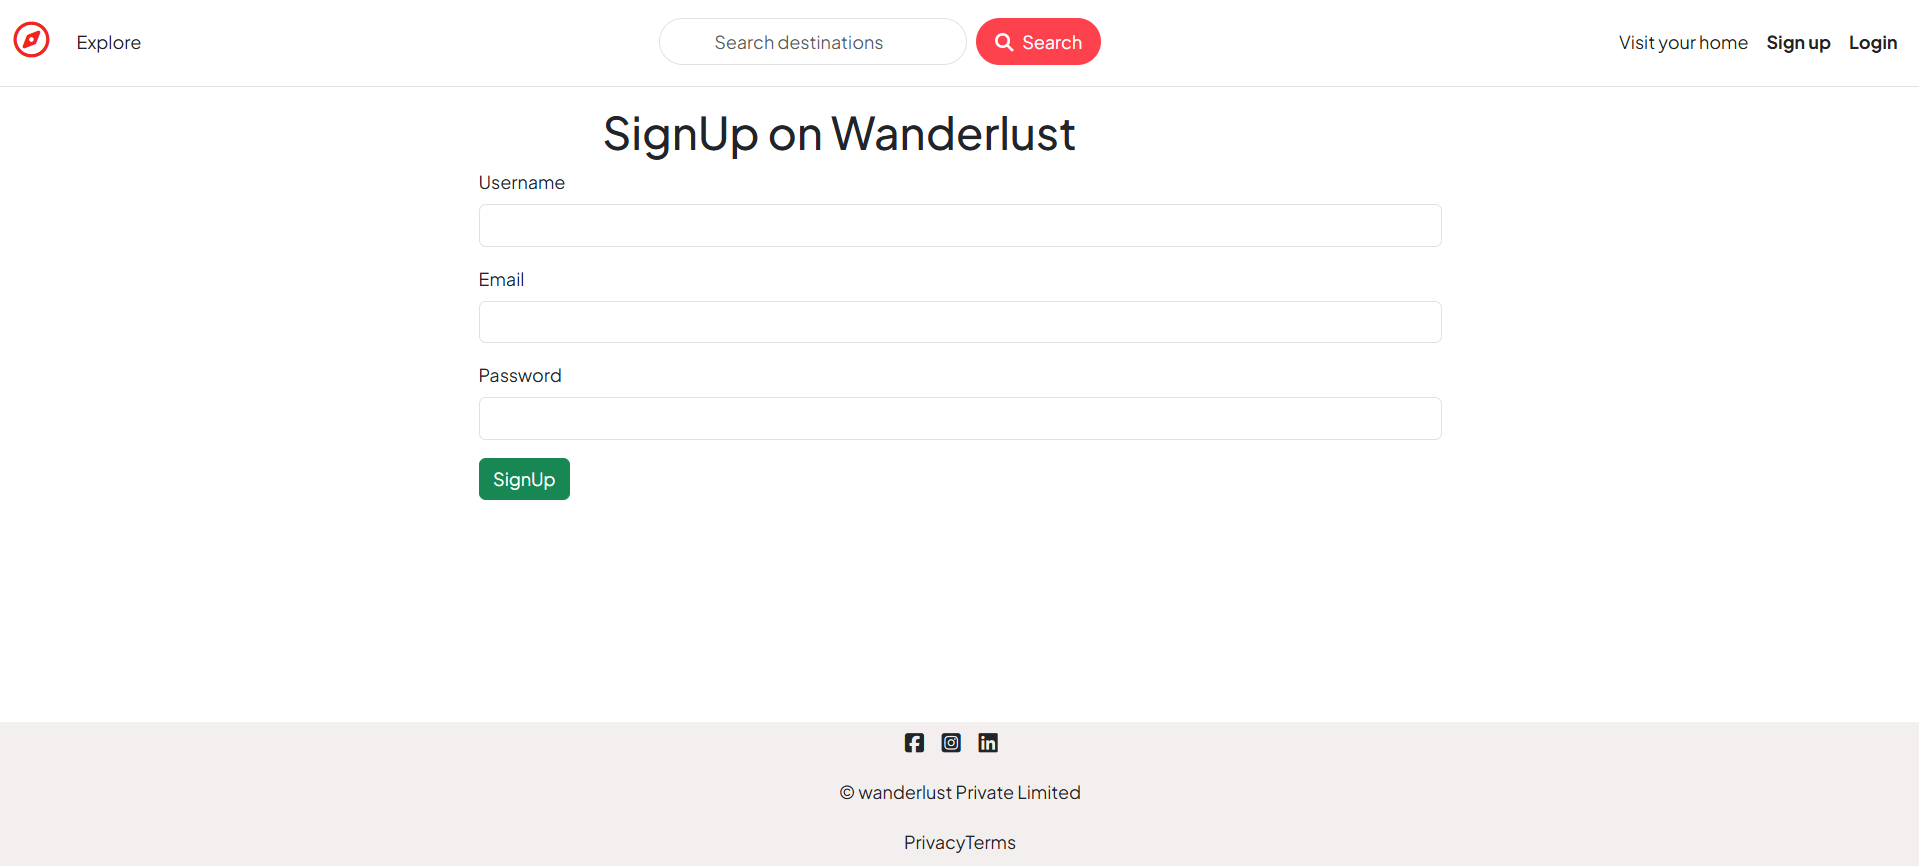 Explore
Search destinations
Search
Visit your home
Sign up
Login
SignUp on Wanderlust
Username
Email
Password
SignUp
© wanderlust Private Limited
PrivacyTerms